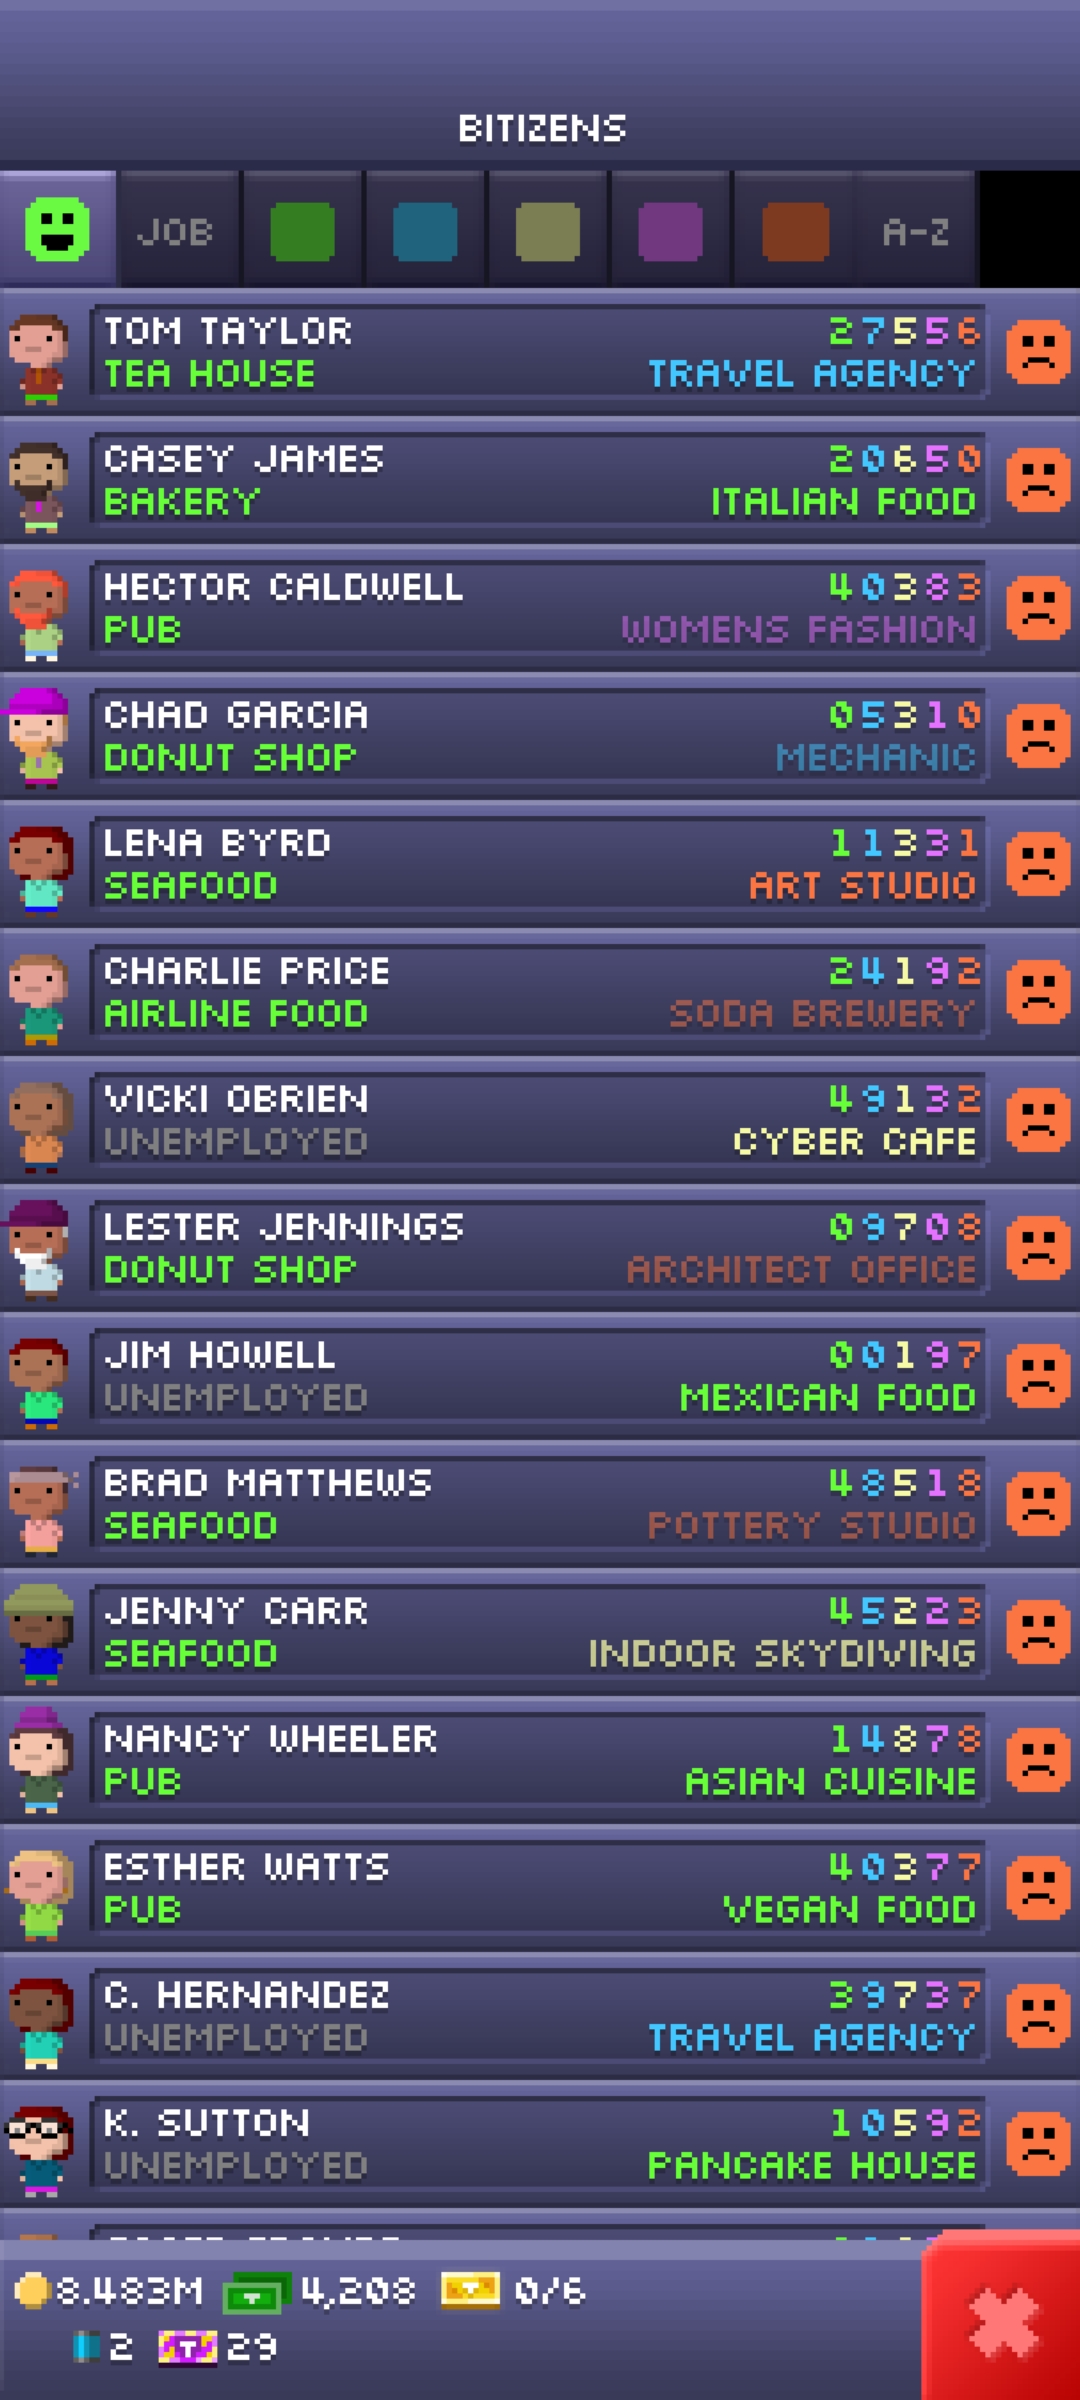 BITIZENS
JOB A-Z
TOM TAYLOR 27556
TEA HOUSE TRAVEL AGENCY
CASEY JAMES 20650
BAKERY ITALIAN FOOD
HECTOR CALDWELL 40383
PUB WOMENS FASHION
CHAD GARCIA 05310
DONUT SHOP MECHANIC
LENA BYRD 11331
SEAFOOD ART STUDIO
CHARLIE PRICE 24192
AIRLINE FOOD SODA BREWERY
VICKI OBRIEN 49132
UNEMPLOYED CYBER CAFE
LESTER JENNINGS 09708
DONUT SHOP ARCHITECT OFFICE
JIM HOWELL 00197
UNEMPLOYED MEXICAN FOOD
BRAD MATTHEWS 48518
SEAFOOD POTTERY STUDIO
JENNY CARR 45223
SEAFOOD INDOOR SKYDIVING
NANCY WHEELER 14878
PUB ASIAN CUISINE
ESTHER WATTS 40377
PUB VEGAN FOOD
C. HERNANDEZ 39737
UNEMPLOYED TRAVEL AGENCY
K. SUTTON 10592
UNEMPLOYED PANCAKE HOUSE
8.483M 4,208 0/6
2 T 29